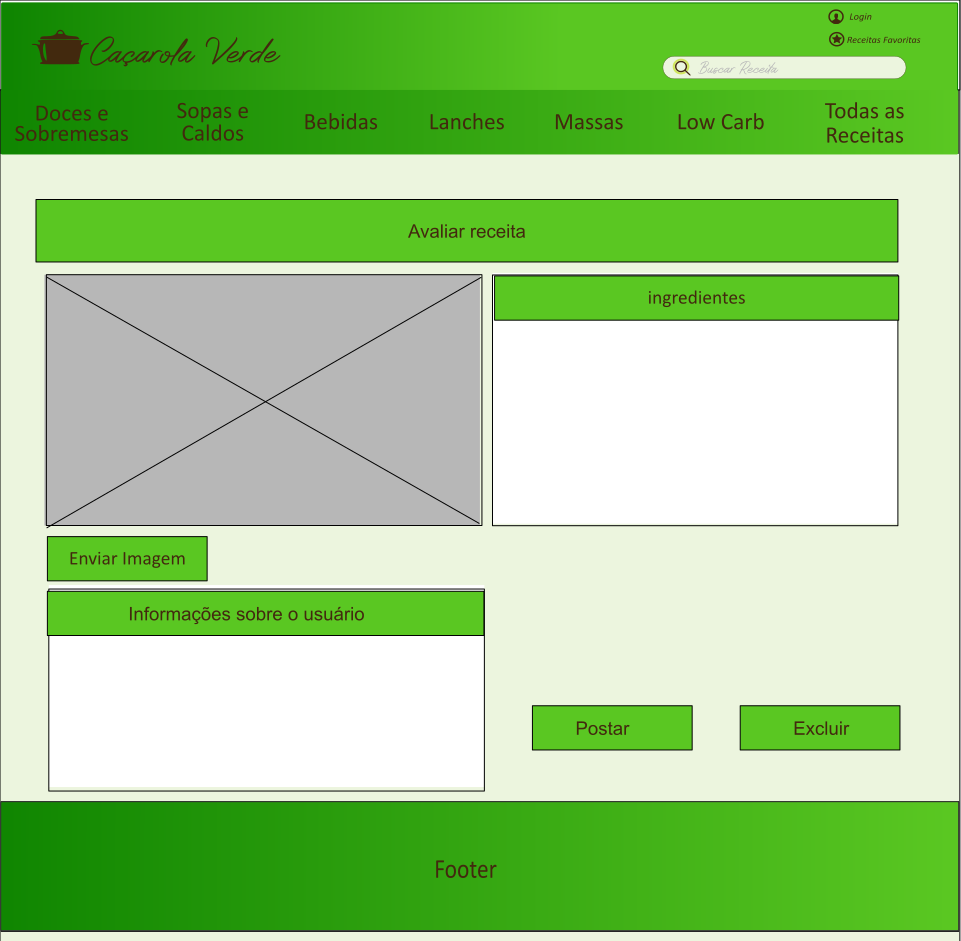 Login
Receitas Favoritas
Caçarola Verde
Buscar Receita
Doces e
Sobremesas
Sopas e
Caldos
Bebidas
Lanches
Massas
Low Carb
Todas as
Receitas
Avaliar receita
ingredientes
Enviar Imagem
Informações sobre o usuário
Postar
Excluir
Footer